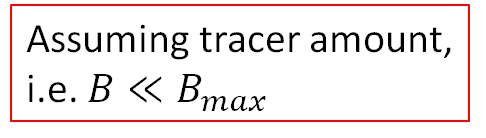 Assuming tracer amount,
i.e. B ≪ Bₘₐₓ